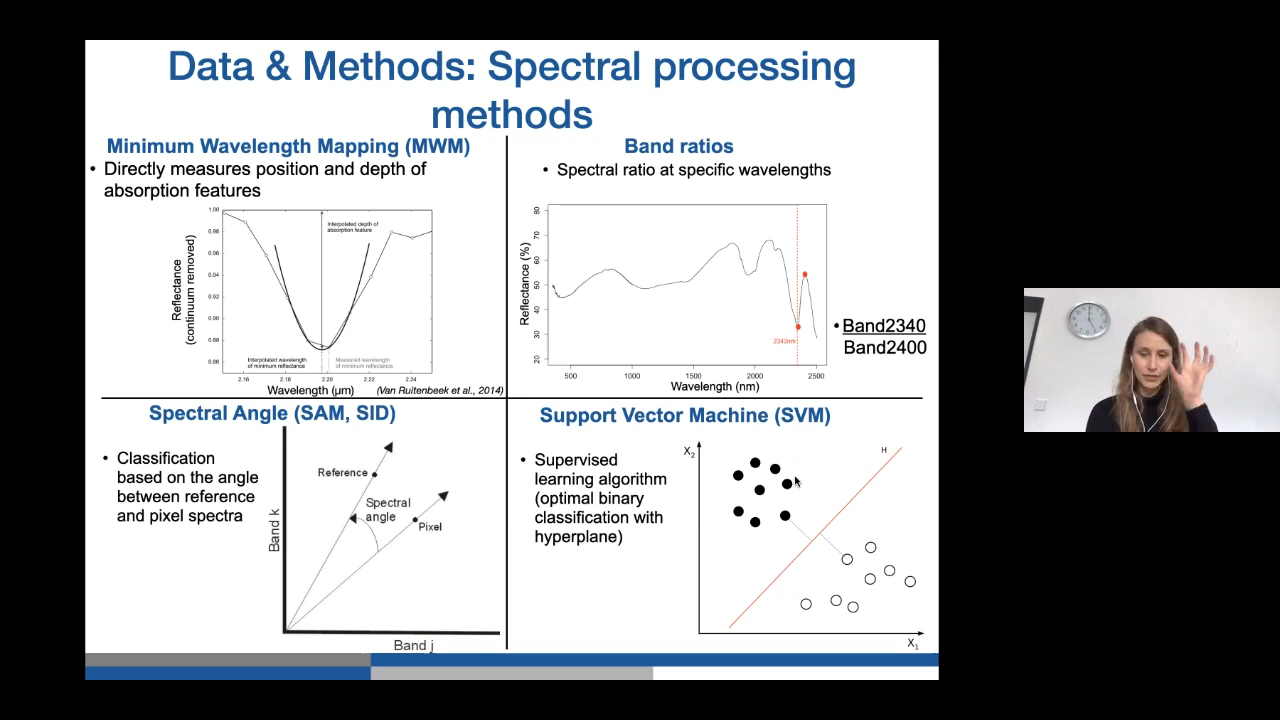 Data & Methods: Spectral processing
methods
Minimum Wavelength Mapping (MWM)
• Directly measures position and depth of
absorption features
1.00
0.98
0.96
0.94
0.92
0.90
0.88
0.86
Reflectance
(continuum removed)
Interpolated depth of
absorption feature
Interpolated wavelength
of minimum reflectance
Measured wavelength
of minimum reflectance
2.16 2.18 2.20 2.22 2.24
Wavelength (μm)
(Van Ruitenbeek et al., 2014)
Band ratios
• Spectral ratio at specific wavelengths
80
70
60
50
40
30
20
Reflectance (%)
2343nm
500 1000 1500 2000 2500
Wavelength (nm)
• Band2340
Band2400
Spectral Angle (SAM, SID)
• Classification
based on the angle
between reference
and pixel spectra
Band k
Reference
Spectral
angle
Pixel
Band j
Support Vector Machine (SVM)
• Supervised
learning algorithm
(optimal binary
classification with
hyperplane)
X2
H
X1